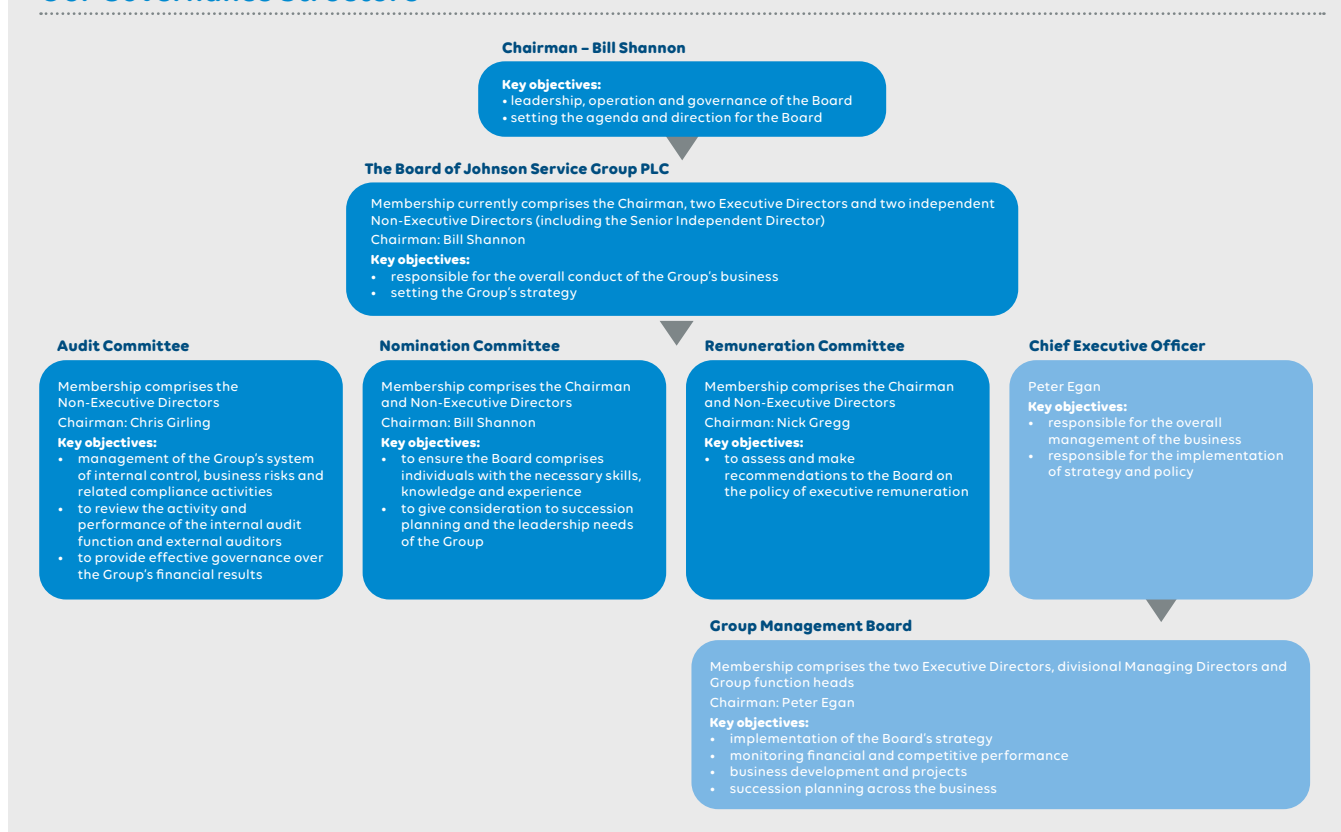 Chairman – Bill Shannon
Key objectives:
• leadership, operation and governance of the Board
• setting the agenda and direction for the Board
The Board of Johnson Service Group PLC
Membership currently comprises the Chairman, two Executive Directors and two independent
Non-Executive Directors (including the Senior Independent Director)
Chairman: Bill Shannon
Key objectives:
• responsible for the overall conduct of the Group's business
• setting the Group's strategy
Audit Committee
Membership comprises the
Non-Executive Directors
Chairman: Chris Girling
Key objectives:
• management of the Group's system
of internal control, business risks and
related compliance activities
• to review the activity and
performance of the internal audit
function and external auditors
• to provide effective governance over
the Group's financial results
Nomination Committee
Membership comprises the Chairman
and Non-Executive Directors
Chairman: Bill Shannon
Key objectives:
• to ensure the Board comprises
individuals with the necessary skills,
knowledge and experience
• to give consideration to succession
planning and the leadership needs
of the Group
Remuneration Committee
Membership comprises the Chairman
and Non-Executive Directors
Chairman: Nick Gregg
Key objectives:
• to assess and make
recommendations to the Board on
the policy of executive remuneration
Chief Executive Officer
Peter Egan
Key objectives:
• responsible for the overall
management of the business
• responsible for the implementation
of strategy and policy
Group Management Board
Membership comprises the two Executive Directors, divisional Managing Directors and
Group function heads
Chairman: Peter Egan
Key objectives:
• implementation of the Board's strategy
• monitoring financial and competitive performance
• business development and projects
• succession planning across the business